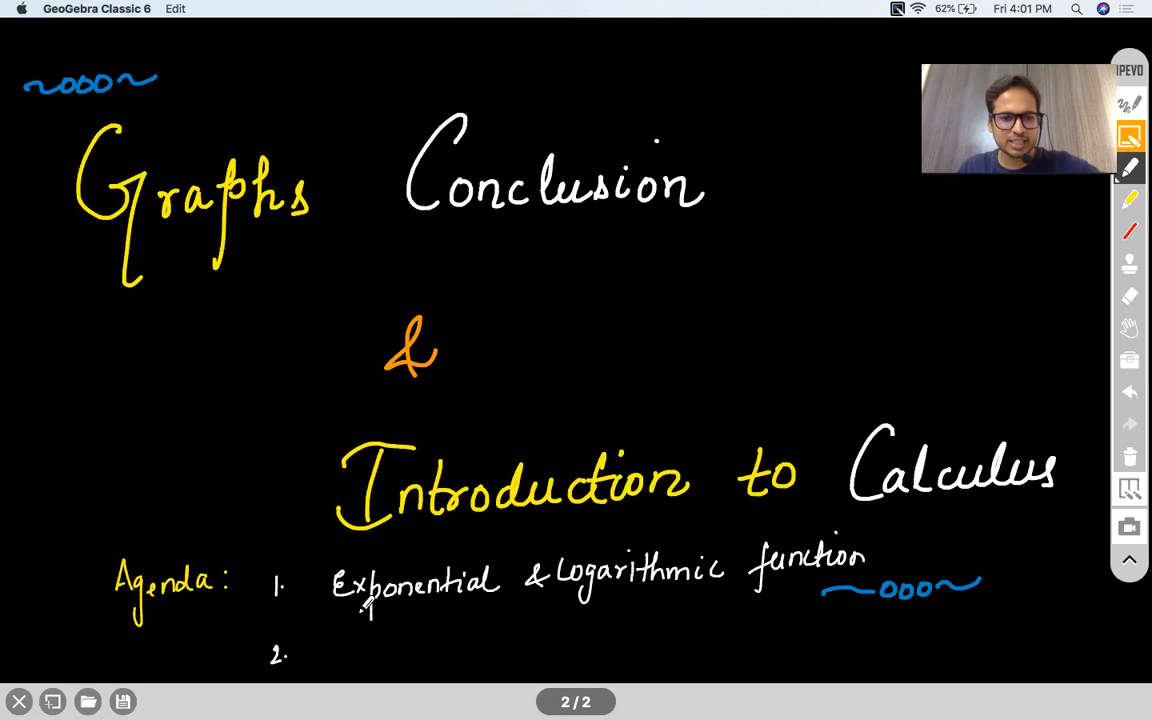 GeoGebra Classic 6 Edit 62% Fri 4:01 PM
Graphs Conclusion
&
Introduction to Calculus
Agenda: 1. Exponential & Logarithmic function
2.
2 / 2